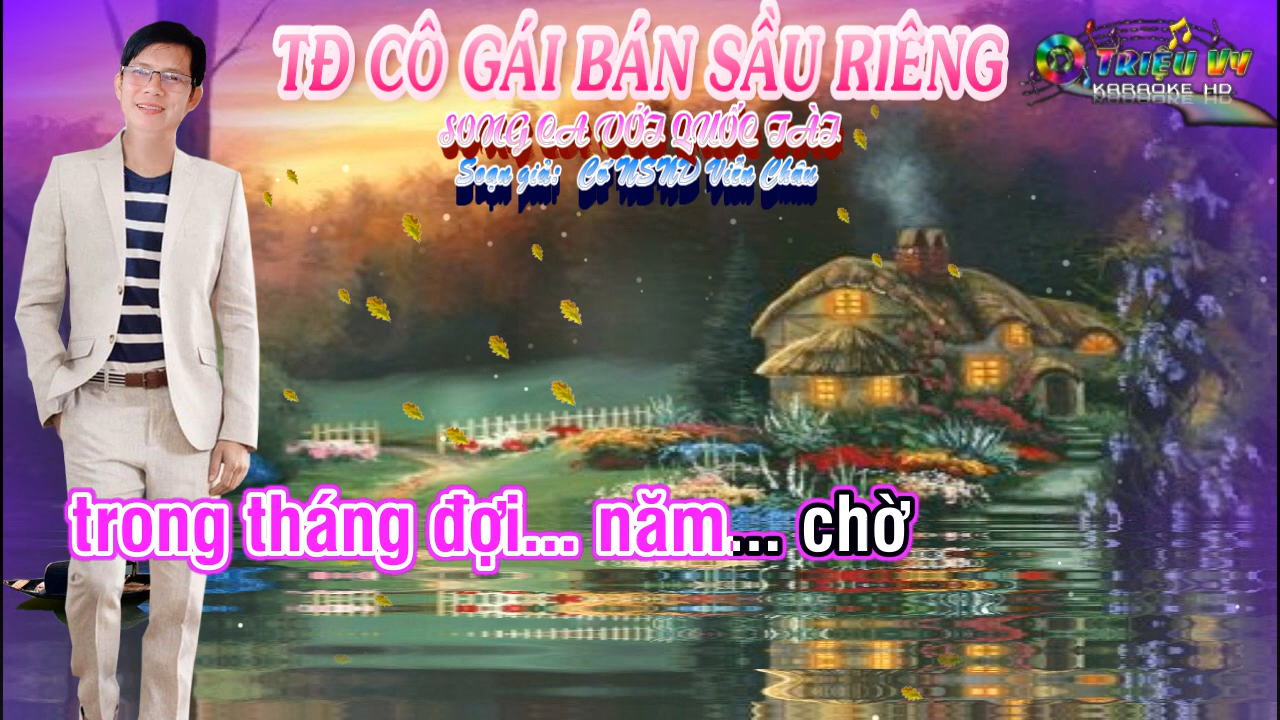 TĐ CÔ GÁI BÁN SẦU RIÊNG
TRIỆU VY
KARAOKE HD
SONG CA VỚI QUỐC TÀI
Soạn giả: Cố NSND Viễn Châu
trong tháng đợi... năm... chờ